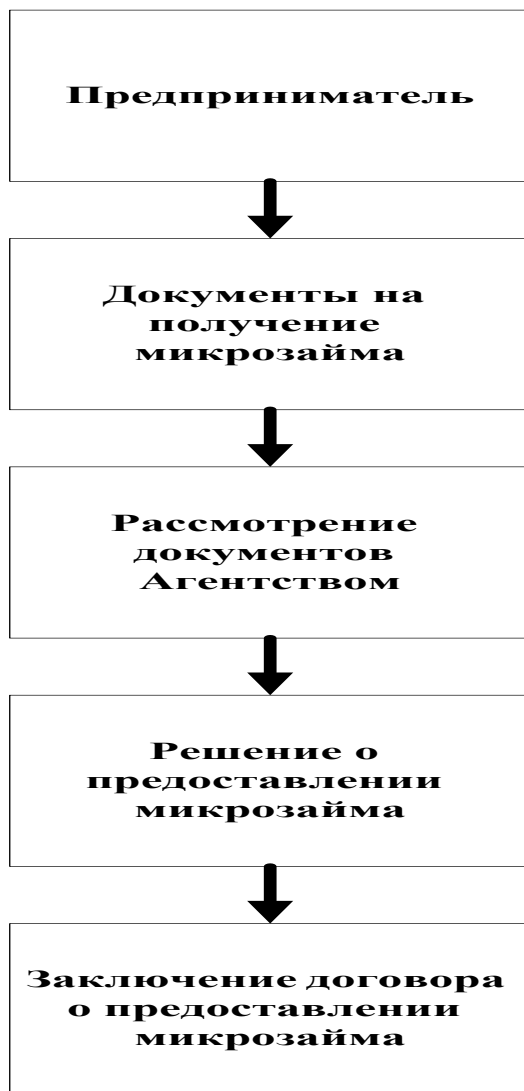 Предприниматель
Документы на
получение
микрозайма
Рассмотрение
документов
Агентством
Решение о
предоставлении
микрозайма
Заключение договора
о предоставлении
микрозайма